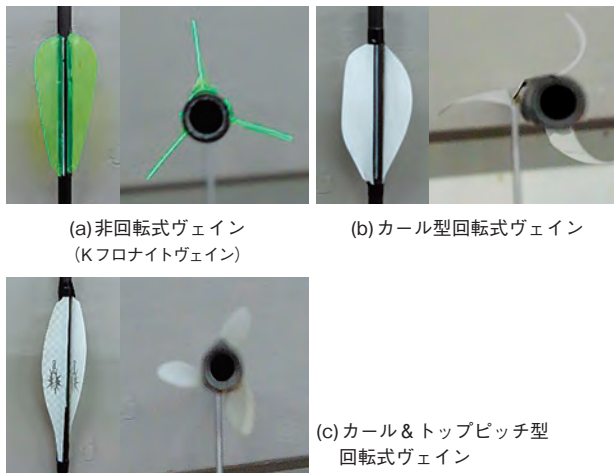 (a)非回転式ヴェイン
（Kフロナイトヴェイン）
(b)カール型回転式ヴェイン
(c)カール＆トップピッチ型
回転式ヴェイン